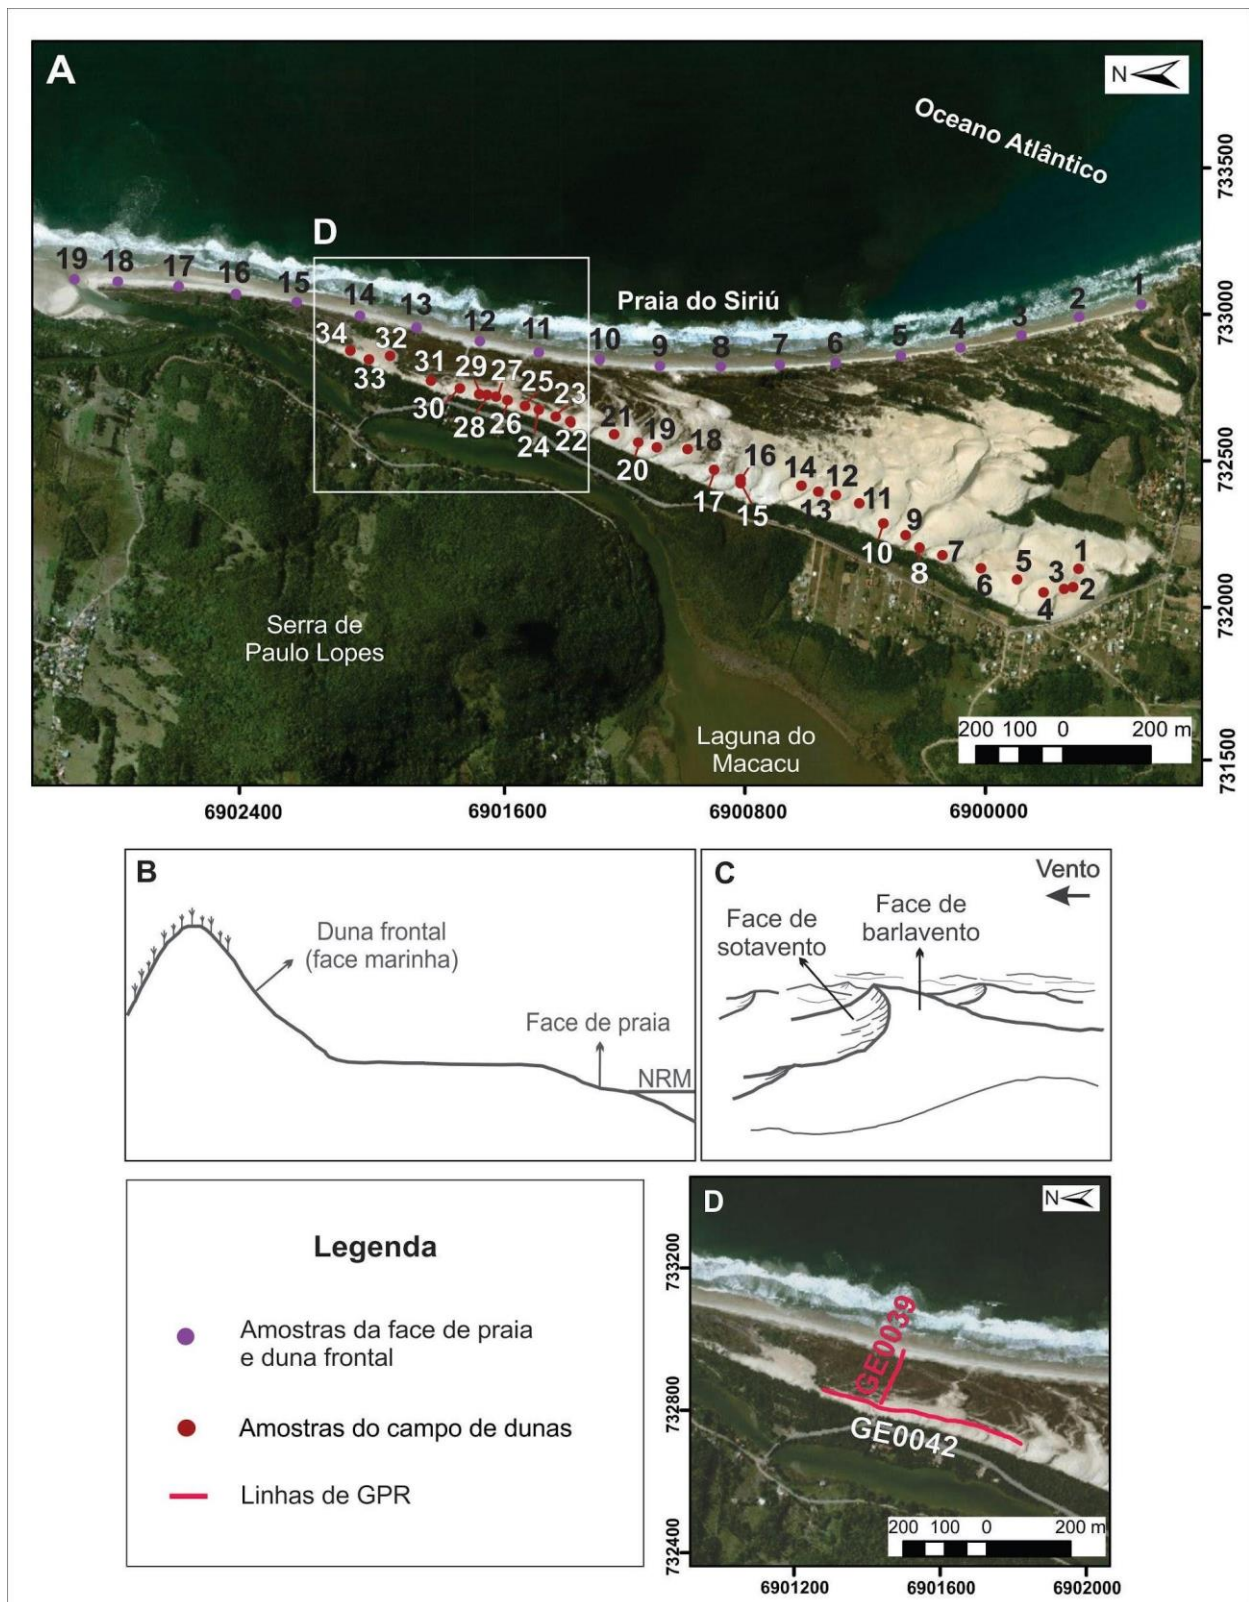 A
N
Oceano Atlântico
D
Praia do Siriú
19
18
17
16
15
14
13
12
11
10
9
8
7
6
5
4
3
2
1
34
33
32
31
30
29
28
27
26
25
24
23
22
21
20
19
18
17
16
15
14
13
12
11
10
9
8
7
6
5
4
3
2
1
Serra de
Paulo Lopes
Laguna do
Macacu
200 100 0 200 m
733500
733000
732500
732000
731500
6902400 6901600 6900800 6900000
B
Duna frontal
(face marinha)
Face de praia
NRM
C
Vento
Face de
sotavento
Face de
barlavento
Legenda
Amostras da face de praia
e duna frontal
Amostras do campo de dunas
Linhas de GPR
D
N
GE0039
GE0042
200 100 0 200 m
733200
732800
732400
6901200 6901600 6902000